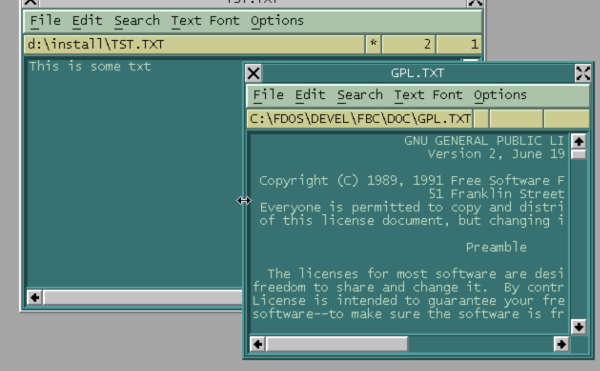 TST.TXT
File Edit Search Text Font Options
d:\install\TST.TXT * 2 1
This is some txt
GPL.TXT
File Edit Search Text Font Options
C:\FDOS\DEVEL\FBC\DOC\GPL.TXT
GNU GENERAL PUBLIC LI
Version 2, June 19
Copyright (C) 1989, 1991 Free Software F
51 Franklin Street
Everyone is permitted to copy and distri
of this license document, but changing i
Preamble
The licenses for most software are desi
freedom to share and change it. By contr
License is intended to guarantee your fre
software--to make sure the software is fr